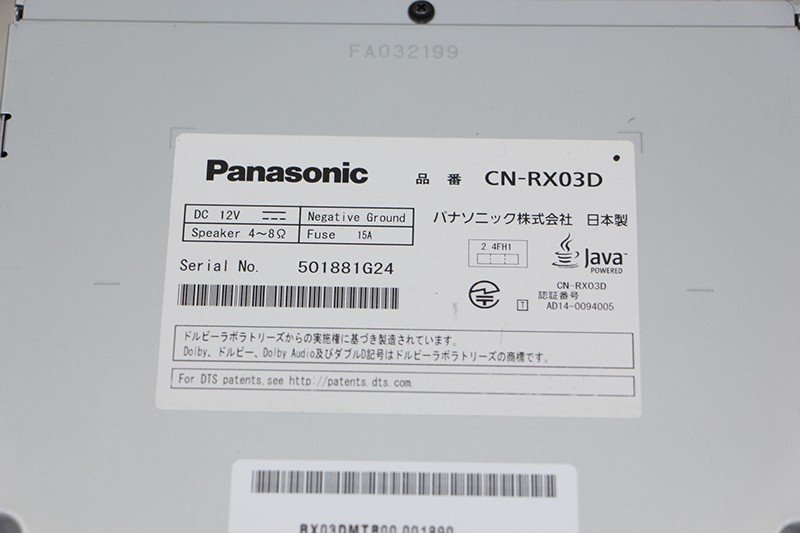 FA032199
Panasonic 品番 CN-RX03D
DC 12V Negative Ground
Speaker 4～8Ω Fuse 15A
パナソニック株式会社 日本製
2.4FH1
Java
POWERED
Serial No. 501881G24
CN-RX03D
認証番号
T AD14-0094005
ドルビーラボラトリーズからの実施権に基づき製造されています。
Dolby、ドルビー、Dolby Audio及びダブルD記号はドルビーラボラトリーズの商標です。
For DTS patents, see http://patents.dts.com.
RX03DMTR00 001890